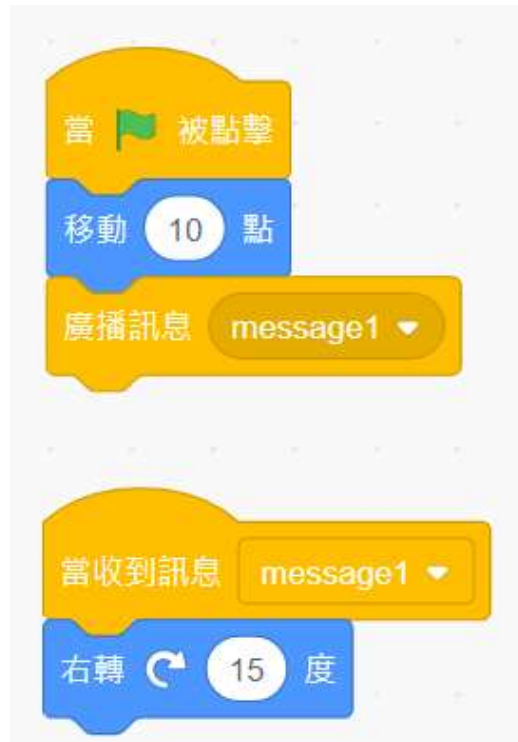 當 被點擊
移動 10 點
廣播訊息 message1
當收到訊息 message1
右轉 15 度